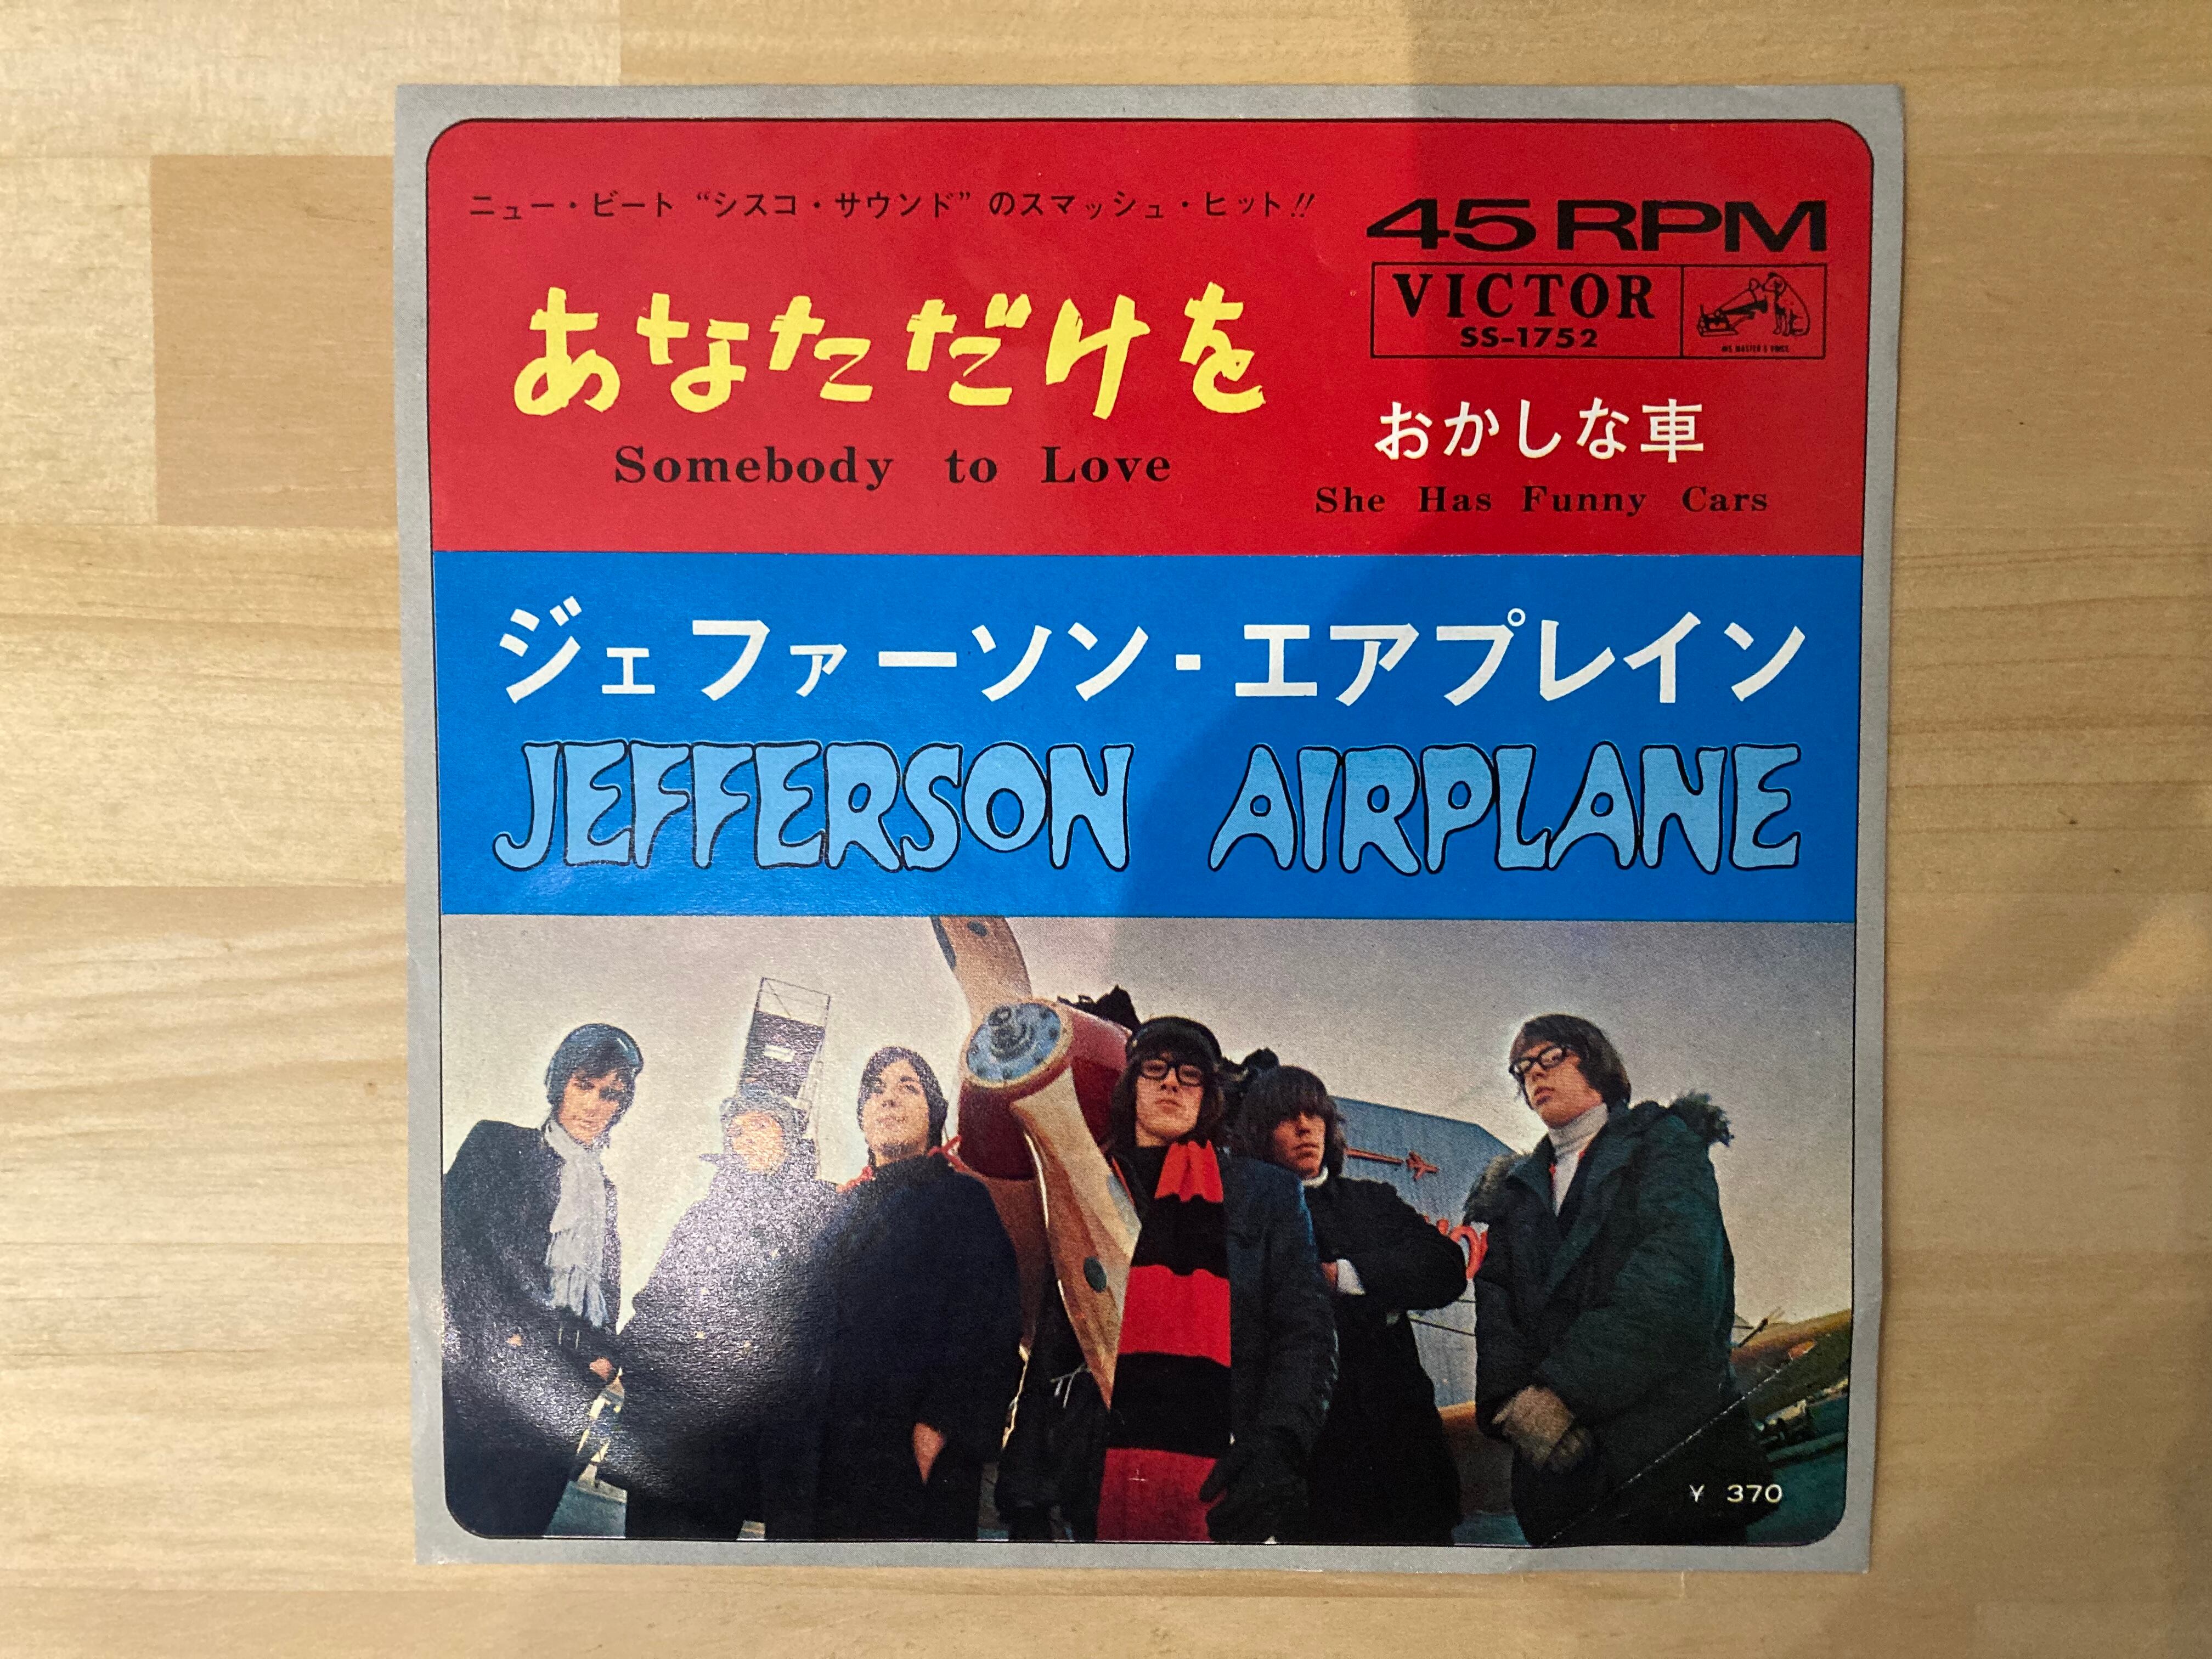 ニュー・ビート “シスコ・サウンド” のスマッシュ・ヒット!!
45 RPM
VICTOR
SS-1752
HIS MASTER'S VOICE
あなただけを
Somebody to Love
おかしな車
She Has Funny Cars
ジェファーソン・エアプレイン
JEFFERSON AIRPLANE
¥ 370